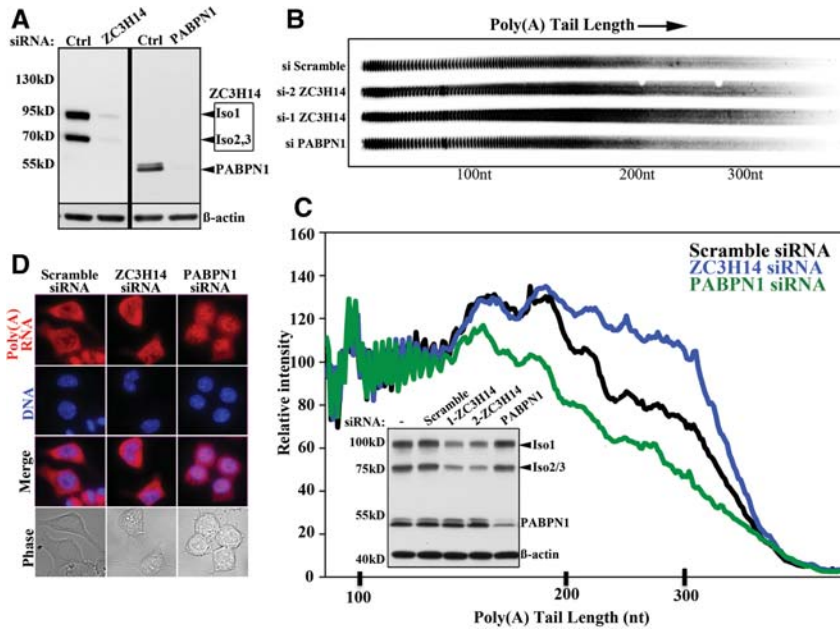 A
siRNA:
Ctrl
ZC3H14
Ctrl
PABPN1
130kD
95kD
70kD
55kD
ZC3H14
Iso1
Iso2,3
PABPN1
ß-actin
B
Poly(A) Tail Length
si Scramble
si-2 ZC3H14
si-1 ZC3H14
si PABPN1
100nt
200nt
300nt
C
Scramble siRNA
ZC3H14 siRNA
PABPN1 siRNA
Relative intensity
160
140
120
100
80
60
40
20
0
100
200
300
Poly(A) Tail Length (nt)
siRNA:
-
Scramble
1-ZC3H14
2-ZC3H14
PABPN1
100kD
75kD
55kD
40kD
Iso1
Iso2/3
PABPN1
ß-actin
D
Scramble siRNA
ZC3H14 siRNA
PABPN1 siRNA
Poly(A) RNA
DNA
Merge
Phase